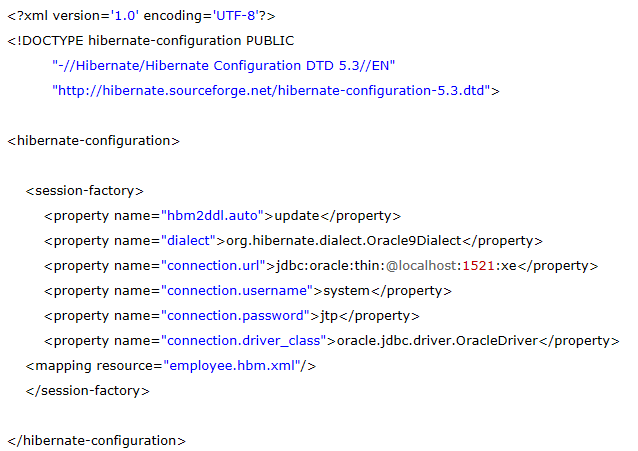 <?xml version='1.0' encoding='UTF-8'?>
<!DOCTYPE hibernate-configuration PUBLIC
"-//Hibernate/Hibernate Configuration DTD 5.3//EN"
"http://hibernate.sourceforge.net/hibernate-configuration-5.3.dtd">
<hibernate-configuration>
<session-factory>
<property name="hbm2ddl.auto">update</property>
<property name="dialect">org.hibernate.dialect.Oracle9Dialect</property>
<property name="connection.url">jdbc:oracle:thin:@localhost:1521:xe</property>
<property name="connection.username">system</property>
<property name="connection.password">jtp</property>
<property name="connection.driver_class">oracle.jdbc.driver.OracleDriver</property>
<mapping resource="employee.hbm.xml"/>
</session-factory>
</hibernate-configuration>